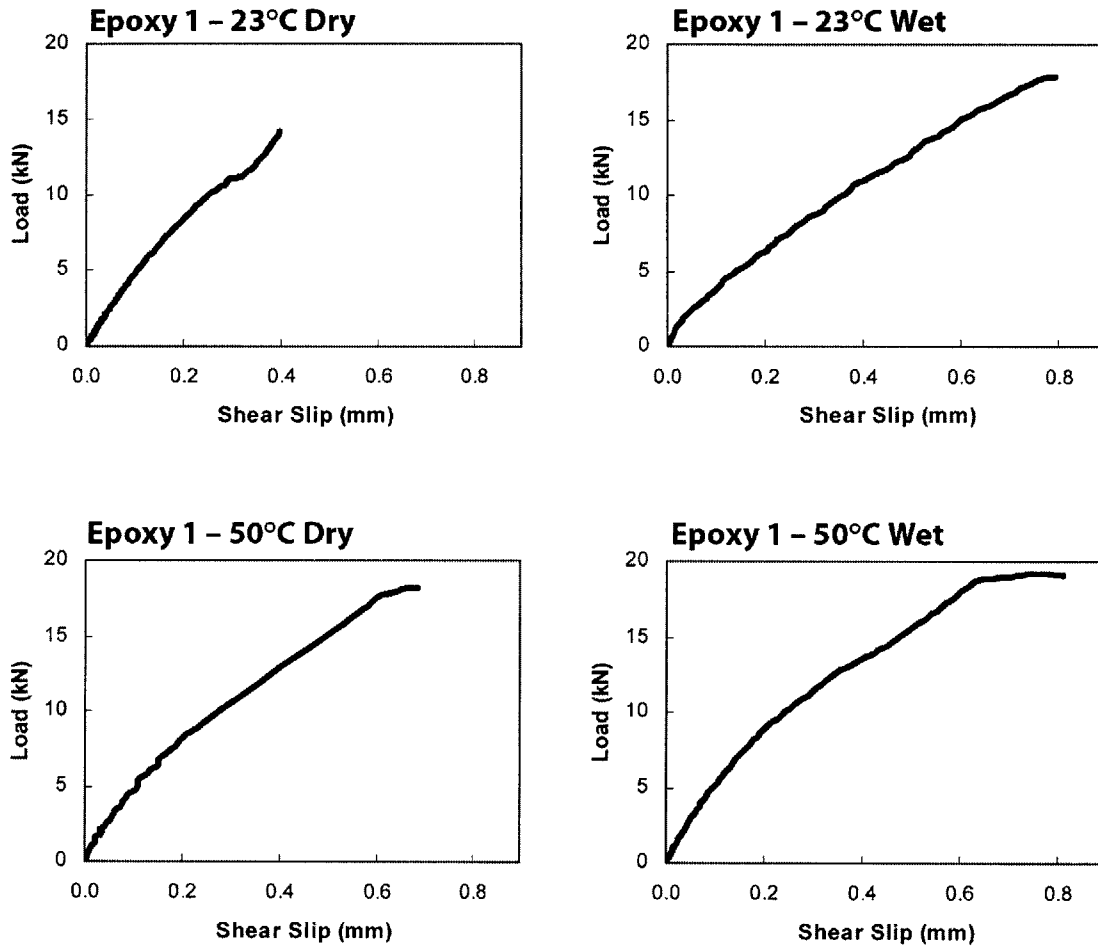 Epoxy 1 – 23°C Dry
20
15
10
5
0
Load (kN)
0.0 0.2 0.4 0.6 0.8
Shear Slip (mm)
Epoxy 1 – 23°C Wet
20
15
10
5
0
Load (kN)
0.0 0.2 0.4 0.6 0.8
Shear Slip (mm)
Epoxy 1 – 50°C Dry
20
15
10
5
0
Load (kN)
0.0 0.2 0.4 0.6 0.8
Shear Slip (mm)
Epoxy 1 – 50°C Wet
20
15
10
5
0
Load (kN)
0.0 0.2 0.4 0.6 0.8
Shear Slip (mm)